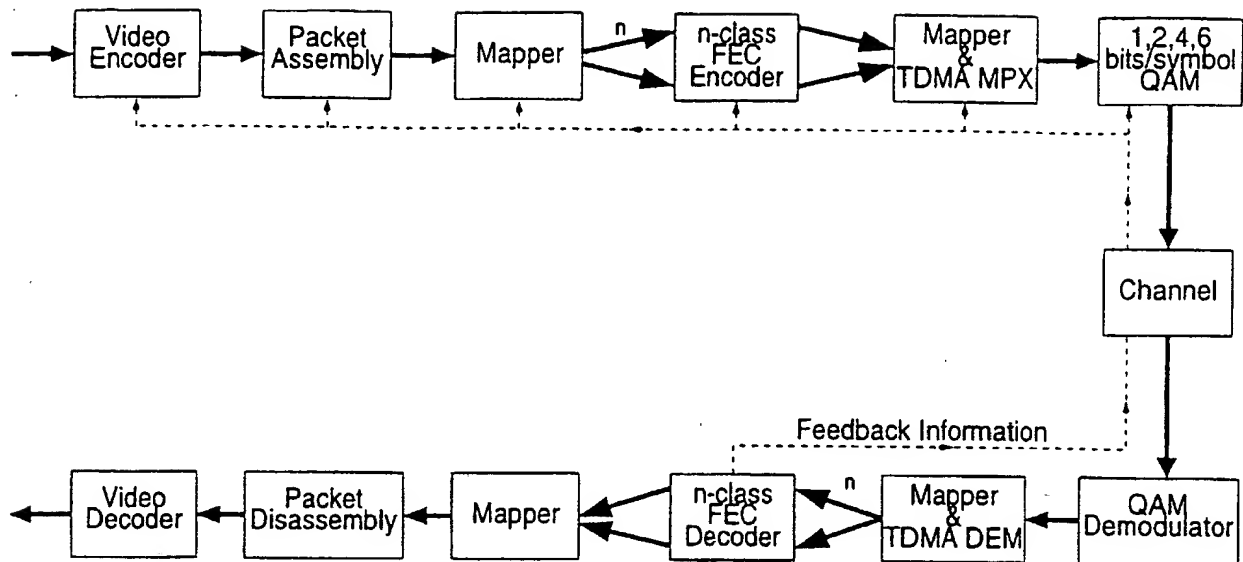 Video
Encoder
Packet
Assembly
Mapper
n
n-class
FEC
Encoder
Mapper
&
TDMA MPX
1,2,4,6
bits/symbol
QAM
Channel
Feedback Information
Video
Decoder
Packet
Disassembly
Mapper
n-class
FEC
Decoder
n
Mapper
&
TDMA DEM
QAM
Demodulator